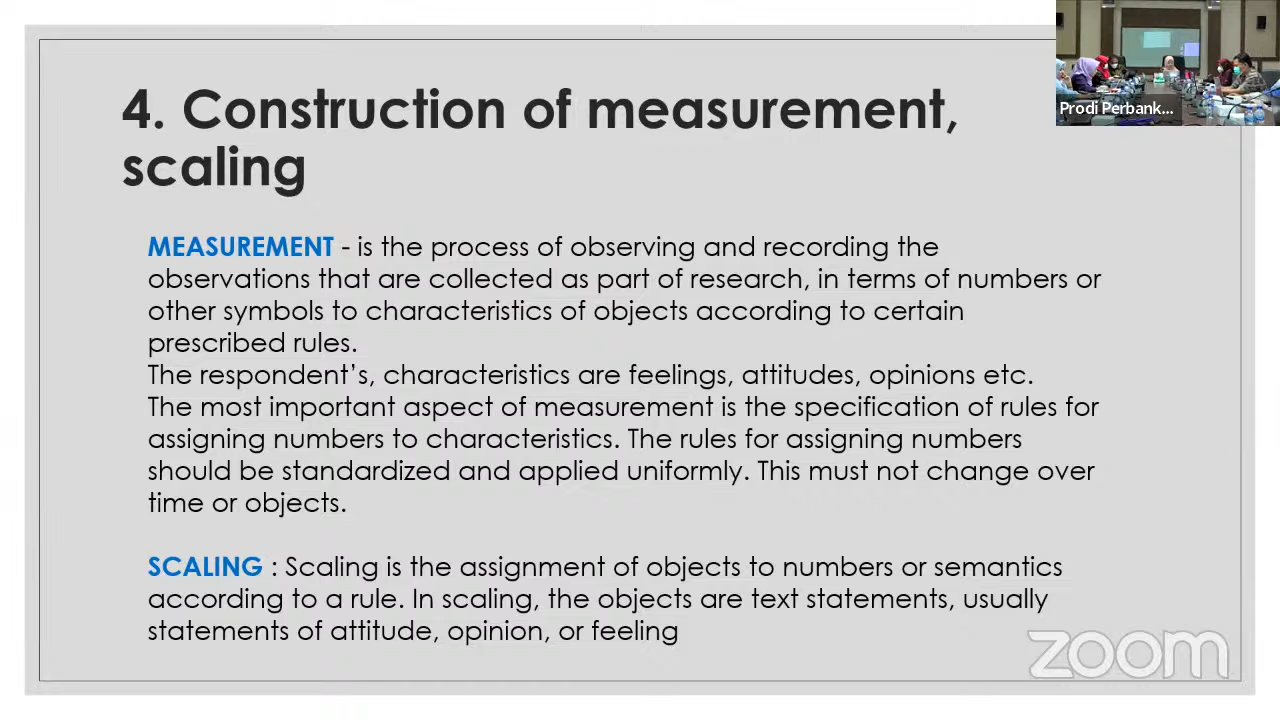 4. Construction of measurement,
scaling
Prodi Perbank...
MEASUREMENT - is the process of observing and recording the
observations that are collected as part of research, in terms of numbers or
other symbols to characteristics of objects according to certain
prescribed rules.
The respondent’s, characteristics are feelings, attitudes, opinions etc.
The most important aspect of measurement is the specification of rules for
assigning numbers to characteristics. The rules for assigning numbers
should be standardized and applied uniformly. This must not change over
time or objects.
SCALING : Scaling is the assignment of objects to numbers or semantics
according to a rule. In scaling, the objects are text statements, usually
statements of attitude, opinion, or feeling
zoom